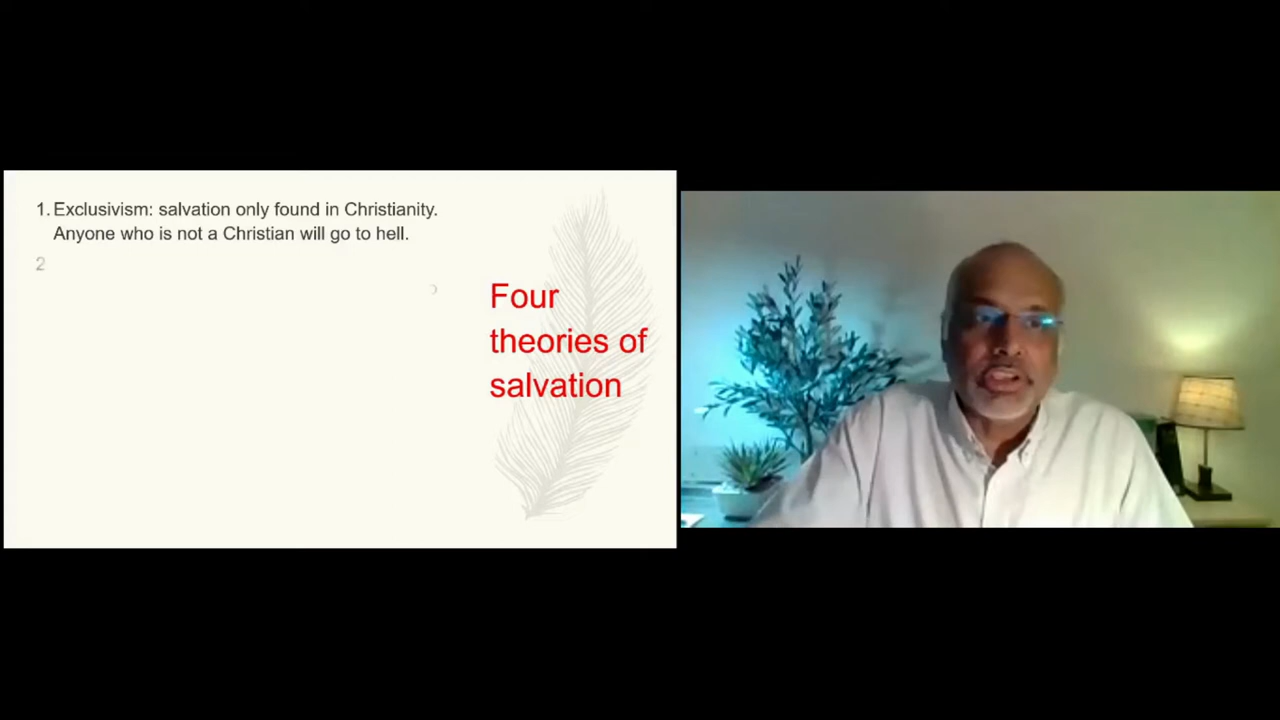 1. Exclusivism: salvation only found in Christianity.
Anyone who is not a Christian will go to hell.
2
Four
theories of
salvation